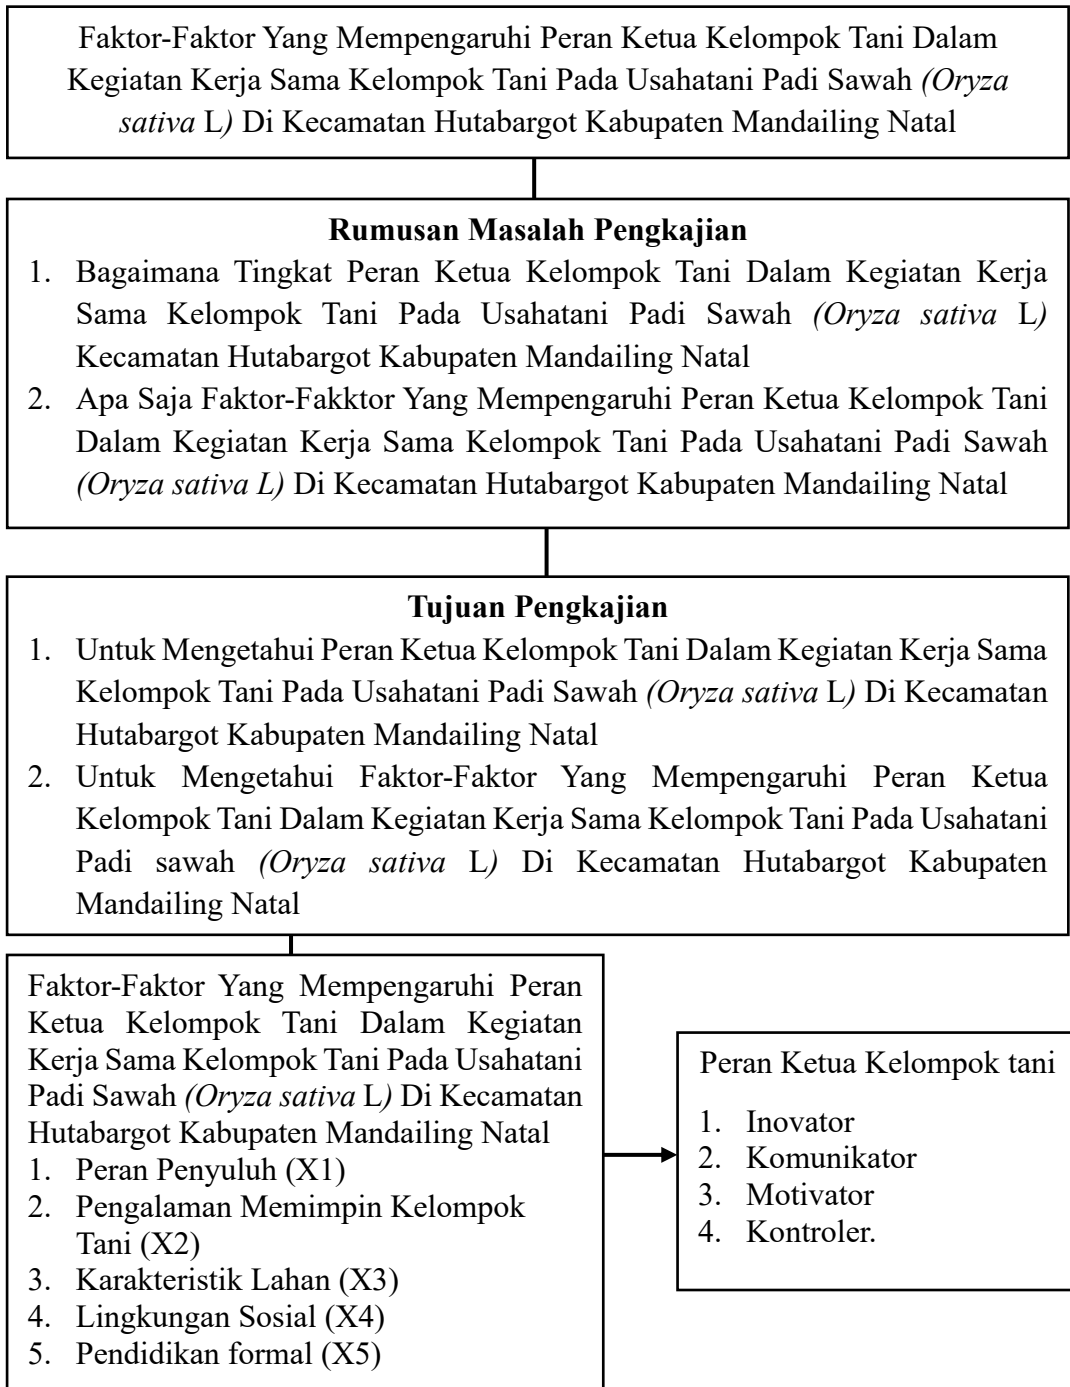 Faktor-Faktor Yang Mempengaruhi Peran Ketua Kelompok Tani Dalam
Kegiatan Kerja Sama Kelompok Tani Pada Usahatani Padi Sawah (Oryza
sativa L) Di Kecamatan Hutabargot Kabupaten Mandailing Natal
Rumusan Masalah Pengkajian
1. Bagaimana Tingkat Peran Ketua Kelompok Tani Dalam Kegiatan Kerja
Sama Kelompok Tani Pada Usahatani Padi Sawah (Oryza sativa L)
Kecamatan Hutabargot Kabupaten Mandailing Natal
2. Apa Saja Faktor-Fakktor Yang Mempengaruhi Peran Ketua Kelompok Tani
Dalam Kegiatan Kerja Sama Kelompok Tani Pada Usahatani Padi Sawah
(Oryza sativa L) Di Kecamatan Hutabargot Kabupaten Mandailing Natal
Tujuan Pengkajian
1. Untuk Mengetahui Peran Ketua Kelompok Tani Dalam Kegiatan Kerja Sama
Kelompok Tani Pada Usahatani Padi Sawah (Oryza sativa L) Di Kecamatan
Hutabargot Kabupaten Mandailing Natal
2. Untuk Mengetahui Faktor-Faktor Yang Mempengaruhi Peran Ketua
Kelompok Tani Dalam Kegiatan Kerja Sama Kelompok Tani Pada Usahatani
Padi sawah (Oryza sativa L) Di Kecamatan Hutabargot Kabupaten
Mandailing Natal
Faktor-Faktor Yang Mempengaruhi Peran
Ketua Kelompok Tani Dalam Kegiatan
Kerja Sama Kelompok Tani Pada Usahatani
Padi Sawah (Oryza sativa L) Di Kecamatan
Hutabargot Kabupaten Mandailing Natal
1. Peran Penyuluh (X1)
2. Pengalaman Memimpin Kelompok
Tani (X2)
3. Karakteristik Lahan (X3)
4. Lingkungan Sosial (X4)
5. Pendidikan formal (X5)
Peran Ketua Kelompok tani
1. Inovator
2. Komunikator
3. Motivator
4. Kontroler.